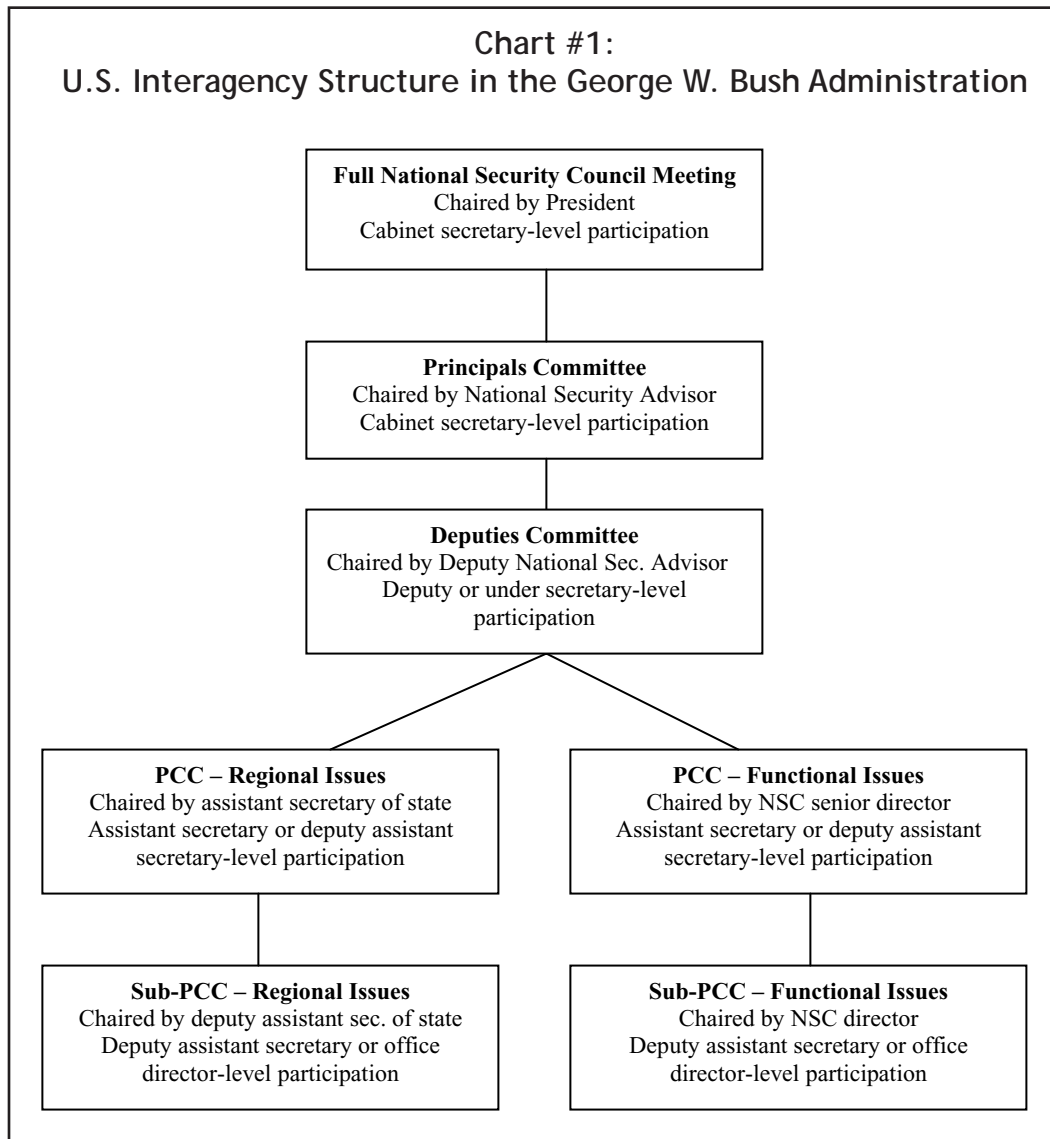 Chart #1:
U.S. Interagency Structure in the George W. Bush Administration
Full National Security Council Meeting
Chaired by President
Cabinet secretary-level participation
Principals Committee
Chaired by National Security Advisor
Cabinet secretary-level participation
Deputies Committee
Chaired by Deputy National Sec. Advisor
Deputy or under secretary-level
participation
PCC – Regional Issues
Chaired by assistant secretary of state
Assistant secretary or deputy assistant
secretary-level participation
PCC – Functional Issues
Chaired by NSC senior director
Assistant secretary or deputy assistant
secretary-level participation
Sub-PCC – Regional Issues
Chaired by deputy assistant sec. of state
Deputy assistant secretary or office
director-level participation
Sub-PCC – Functional Issues
Chaired by NSC director
Deputy assistant secretary or office
director-level participation